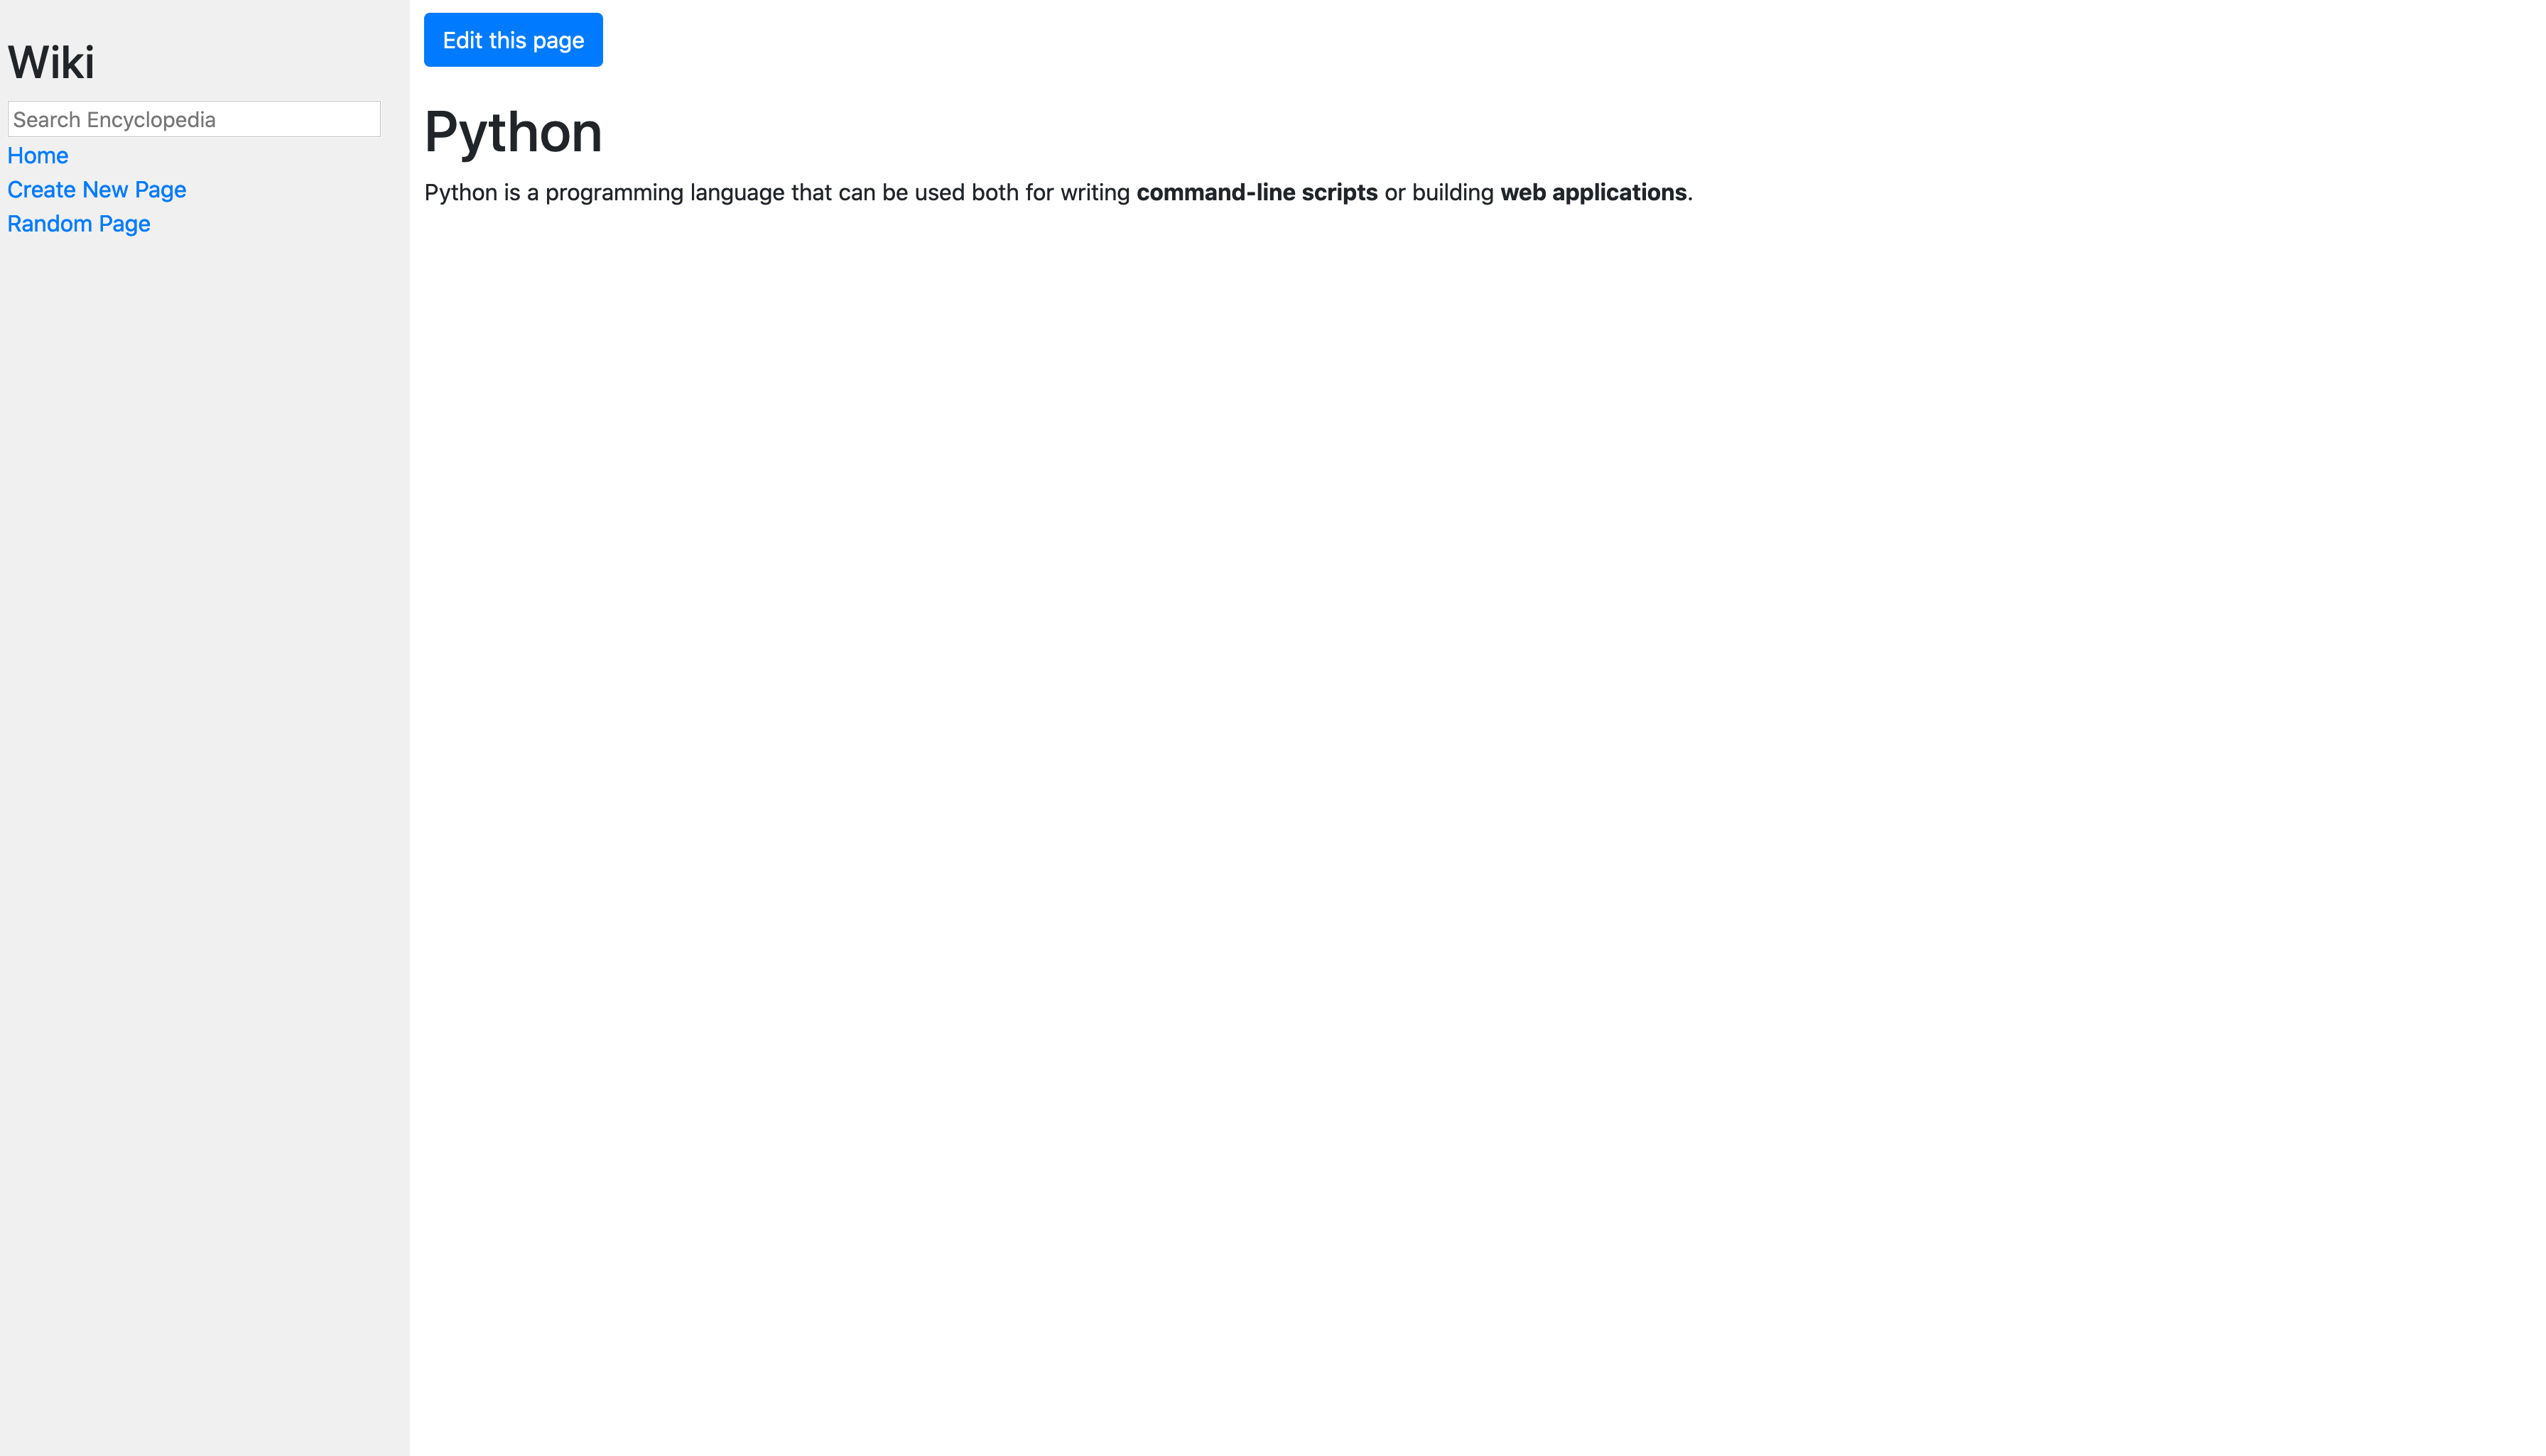 Wiki
Search Encyclopedia
Home
Create New Page
Random Page
Edit this page
Python
Python is a programming language that can be used both for writing command-line scripts or building web applications.